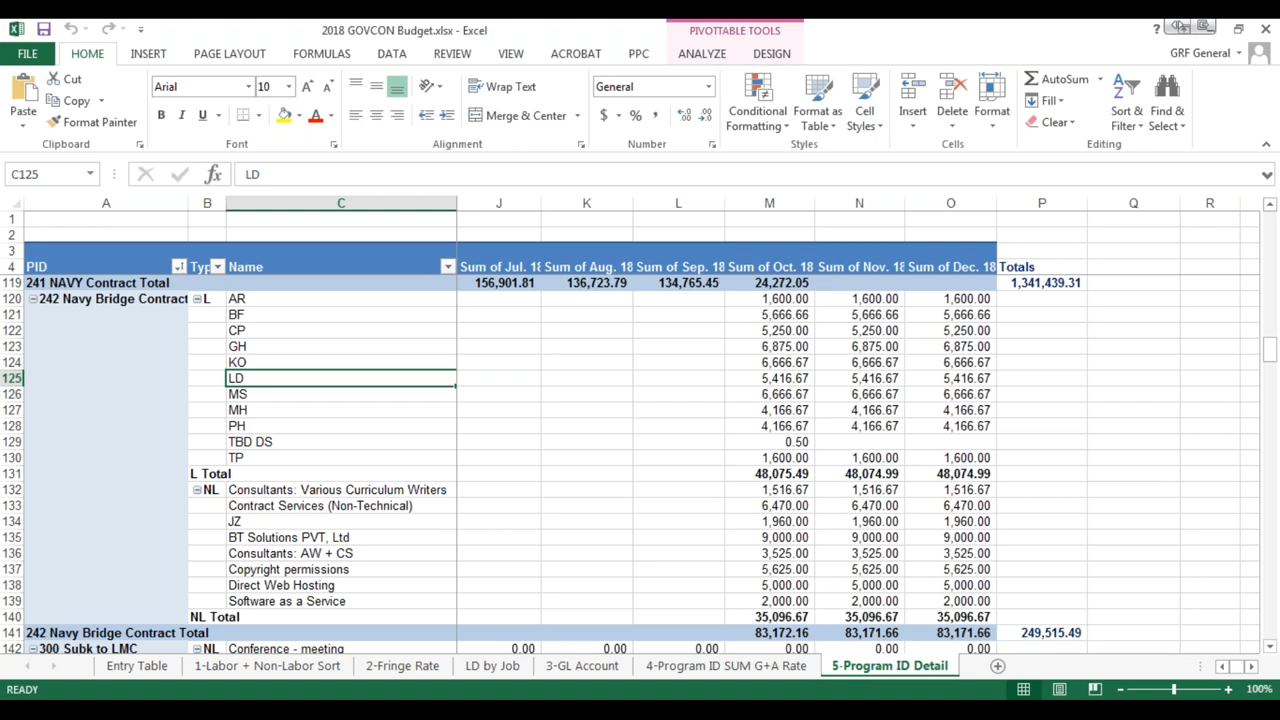 2018 GOVCON Budget.xlsx - Excel
PIVOTTABLE TOOLS
?
FILE HOME INSERT PAGE LAYOUT FORMULAS DATA REVIEW VIEW ACROBAT PPC ANALYZE DESIGN GRF General
Paste
Cut
Copy
Format Painter
Clipboard
Arial 10
B I U
Font
Wrap Text
Merge & Center
Alignment
General
$ %
Number
Conditional Formatting
Format as Table
Cell Styles
Styles
Insert Delete Format
Cells
AutoSum
Fill
Clear
Sort & Filter
Find & Select
Editing
C125 fx LD
A B C J K L M N O P Q R
1
2
3
4 PID Typ Name Sum of Jul. 18 Sum of Aug. 18 Sum of Sep. 18 Sum of Oct. 18 Sum of Nov. 18 Sum of Dec. 18 Totals
119 241 NAVY Contract Total 156,901.81 136,723.79 134,765.45 24,272.05 1,341,439.31
120 242 Navy Bridge Contract L AR 1,600.00 1,600.00 1,600.00
121 BF 5,666.66 5,666.66 5,666.66
122 CP 5,250.00 5,250.00 5,250.00
123 GH 6,875.00 6,875.00 6,875.00
124 KO 6,666.67 6,666.67 6,666.67
125 LD 5,416.67 5,416.67 5,416.67
126 MS 6,666.67 6,666.67 6,666.67
127 MH 4,166.67 4,166.67 4,166.67
128 PH 4,166.67 4,166.67 4,166.67
129 TBD DS 0.50
130 TP 1,600.00 1,600.00 1,600.00
131 L Total 48,075.49 48,074.99 48,074.99
132 NL Consultants: Various Curriculum Writers 1,516.67 1,516.67 1,516.67
133 Contract Services (Non-Technical) 6,470.00 6,470.00 6,470.00
134 JZ 1,960.00 1,960.00 1,960.00
135 BT Solutions PVT, Ltd 9,000.00 9,000.00 9,000.00
136 Consultants: AW + CS 3,525.00 3,525.00 3,525.00
137 Copyright permissions 5,625.00 5,625.00 5,625.00
138 Direct Web Hosting 5,000.00 5,000.00 5,000.00
139 Software as a Service 2,000.00 2,000.00 2,000.00
140 NL Total 35,096.67 35,096.67 35,096.67
141 242 Navy Bridge Contract Total 83,172.16 83,171.66 83,171.66 249,515.49
142 300 Subk to LMC NL Conference - meeting 0.00 0.00 0.00 0.00 0.00 0.00
Entry Table 1-Labor + Non-Labor Sort 2-Fringe Rate LD by Job 3-GL Account 4-Program ID SUM G+A Rate 5-Program ID Detail
READY 100%